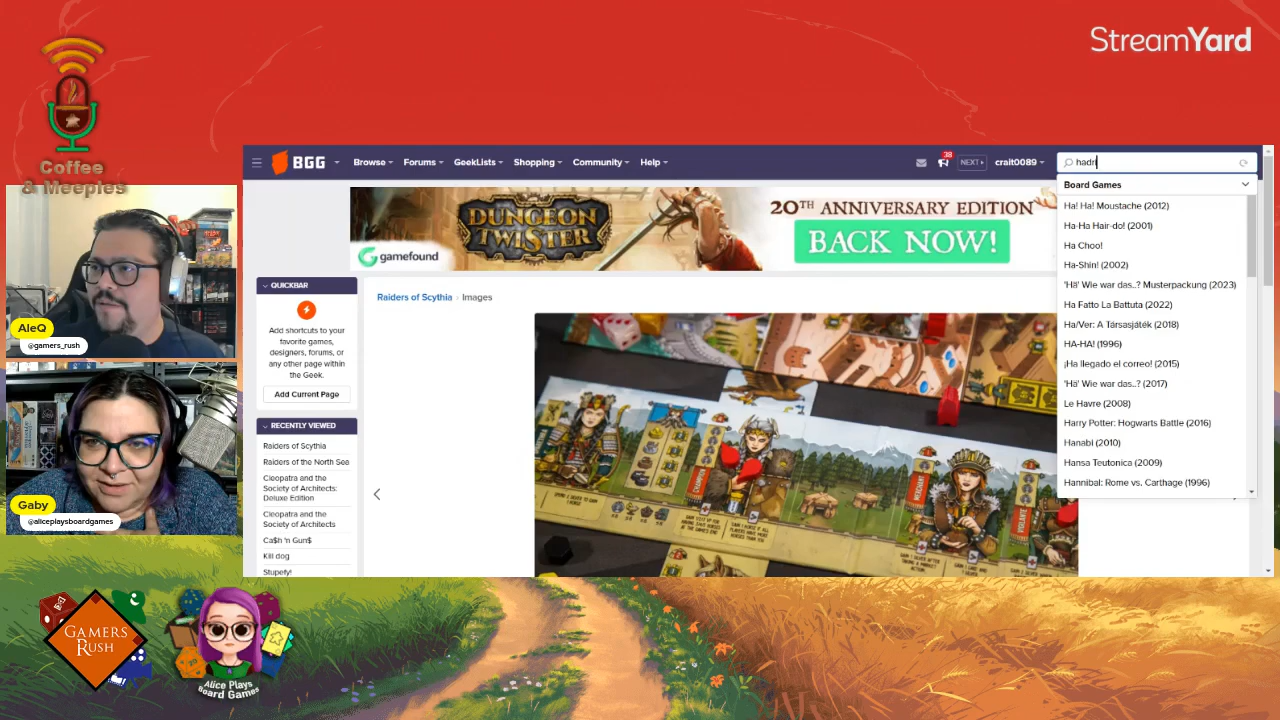 StreamYard
Coffee
& Meeples
AleQ
@gamers_rush
Gaby
@aliceplaysboardgames
BGG
Browse
Forums
GeekLists
Shopping
Community
Help
38
NEXT
crait0089
hadri
DUNGEON
TWISTER
gamefound
20TH ANNIVERSARY EDITION
BACK NOW!
QUICKBAR
Add shortcuts to your
favorite games,
designers, forums, or
any other page within
the Geek.
Add Current Page
RECENTLY VIEWED
Raiders of Scythia
Raiders of the North Sea
Cleopatra and the
Society of Architects:
Deluxe Edition
Cleopatra and the
Society of Architects
Ca$h 'n Gun$
Kill dog
Stupefy!
Raiders of Scythia › Images
CHAMPION
MERCHANT
Board Games
Ha! Ha! Moustache (2012)
Ha-Ha Hair-do! (2001)
Ha Choo!
Ha-Shin! (2002)
'Hä' Wie war das..? Musterpackung (2023)
Ha Fatto La Battuta (2022)
Ha/Ver: A Társasjáték (2018)
HA-HA! (1996)
¡Ha llegado el correo! (2015)
'Hä' Wie war das..? (2017)
Le Havre (2008)
Harry Potter: Hogwarts Battle (2016)
Hanabi (2010)
Hansa Teutonica (2009)
Hannibal: Rome vs. Carthage (1996)
GAMERS
RUSH
Alice Plays
Board Games